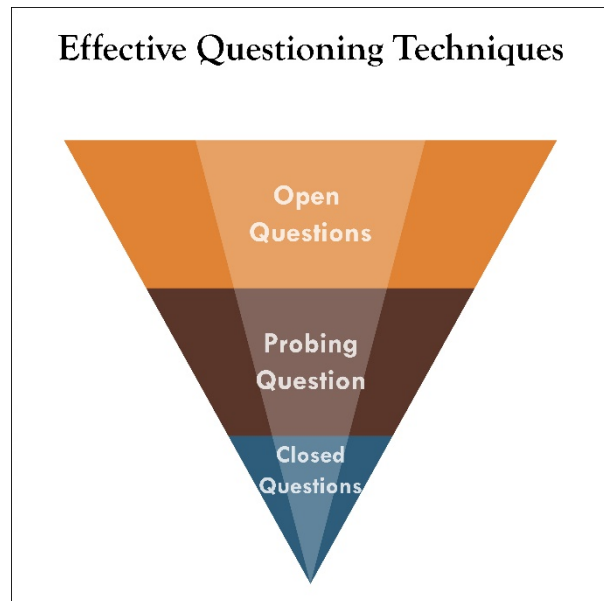 Effective Questioning Techniques
Open
Questions
Probing
Question
Closed
Questions